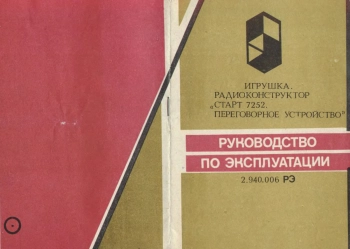 ИГРУШКА.
РАДИОКОНСТРУКТОР
„СТАРТ 7252.
ПЕРЕГОВОРНОЕ УСТРОЙСТВО"
РУКОВОДСТВО
ПО ЭКСПЛУАТАЦИИ
2.940.006 РЭ